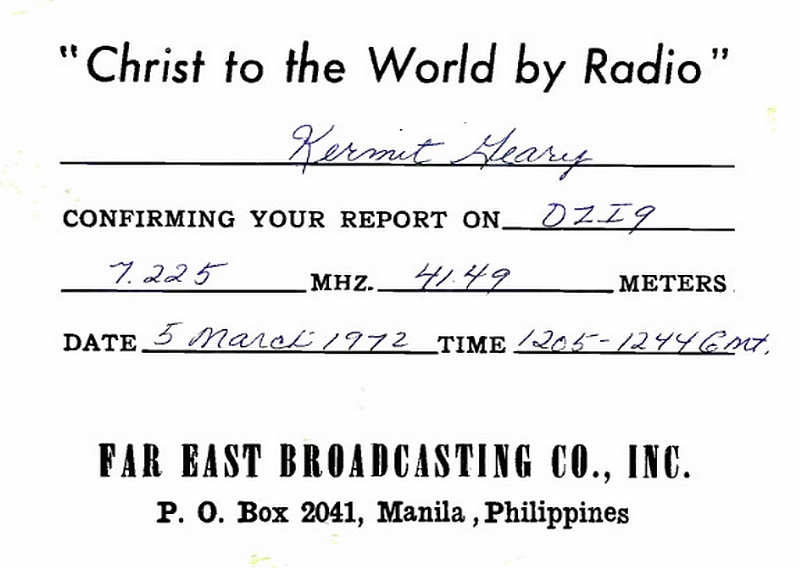 "Christ to the World by Radio"
Kermit Geary
CONFIRMING YOUR REPORT ON DZI9
7.225 MHZ. 41.49 METERS
DATE 5 March 1972 TIME 1205-1244 Gmt.
FAR EAST BROADCASTING CO., INC.
P. O. Box 2041, Manila, Philippines